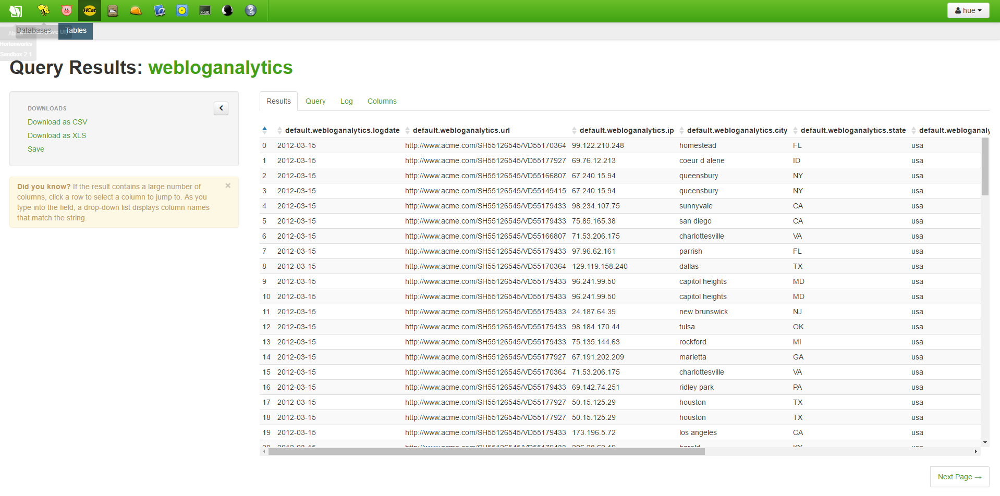 HCat
>HUE
?
hue
Databases
Tables
About
Hortonworks
Sandbox 2.1
Query Results: webloganalytics
DOWNLOADS
Download as CSV
Download as XLS
Save
Did you know? If the result contains a large number of
columns, click a row to select a column to jump to. As you
type into the field, a drop-down list displays column names
that match the string.
×
Results Query Log Columns
default.webloganalytics.logdate default.webloganalytics.url default.webloganalytics.ip default.webloganalytics.city default.webloganalytics.state default.webloganaly
0 2012-03-15 http://www.acme.com/SH55126545/VD55170364 99.122.210.248 homestead FL usa
1 2012-03-15 http://www.acme.com/SH55126545/VD55177927 69.76.12.213 coeur d alene ID usa
2 2012-03-15 http://www.acme.com/SH55126545/VD55166807 67.240.15.94 queensbury NY usa
3 2012-03-15 http://www.acme.com/SH55126545/VD55149415 67.240.15.94 queensbury NY usa
4 2012-03-15 http://www.acme.com/SH55126545/VD55179433 98.234.107.75 sunnyvale CA usa
5 2012-03-15 http://www.acme.com/SH55126545/VD55179433 75.85.165.38 san diego CA usa
6 2012-03-15 http://www.acme.com/SH55126545/VD55166807 71.53.206.175 charlottesville VA usa
7 2012-03-15 http://www.acme.com/SH55126545/VD55179433 97.96.62.161 parrish FL usa
8 2012-03-15 http://www.acme.com/SH55126545/VD55170364 129.119.158.240 dallas TX usa
9 2012-03-15 http://www.acme.com/SH55126545/VD55179433 96.241.99.50 capitol heights MD usa
10 2012-03-15 http://www.acme.com/SH55126545/VD55179433 96.241.99.50 capitol heights MD usa
11 2012-03-15 http://www.acme.com/SH55126545/VD55179433 24.187.64.39 new brunswick NJ usa
12 2012-03-15 http://www.acme.com/SH55126545/VD55179433 98.184.170.44 tulsa OK usa
13 2012-03-15 http://www.acme.com/SH55126545/VD55179433 75.135.144.63 rockford MI usa
14 2012-03-15 http://www.acme.com/SH55126545/VD55177927 67.191.202.209 marietta GA usa
15 2012-03-15 http://www.acme.com/SH55126545/VD55170364 71.53.206.175 charlottesville VA usa
16 2012-03-15 http://www.acme.com/SH55126545/VD55179433 69.142.74.251 ridley park PA usa
17 2012-03-15 http://www.acme.com/SH55126545/VD55177927 50.15.125.29 houston TX usa
18 2012-03-15 http://www.acme.com/SH55126545/VD55177927 50.15.125.29 houston TX usa
19 2012-03-15 http://www.acme.com/SH55126545/VD55179433 173.196.5.72 los angeles CA usa
Next Page →